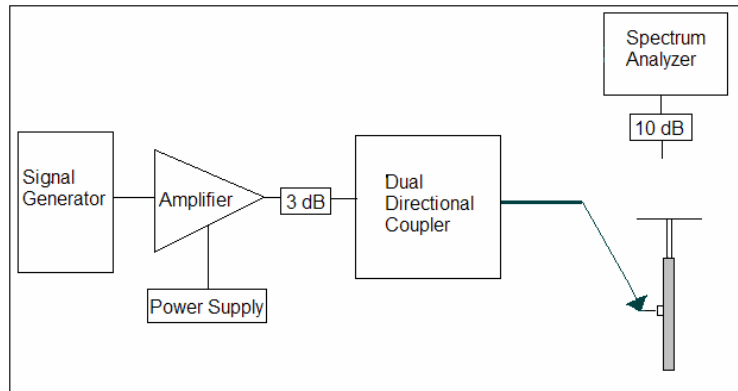 Spectrum
Analyzer
10 dB
Signal
Generator
Amplifier
3 dB
Dual
Directional
Coupler
Power Supply